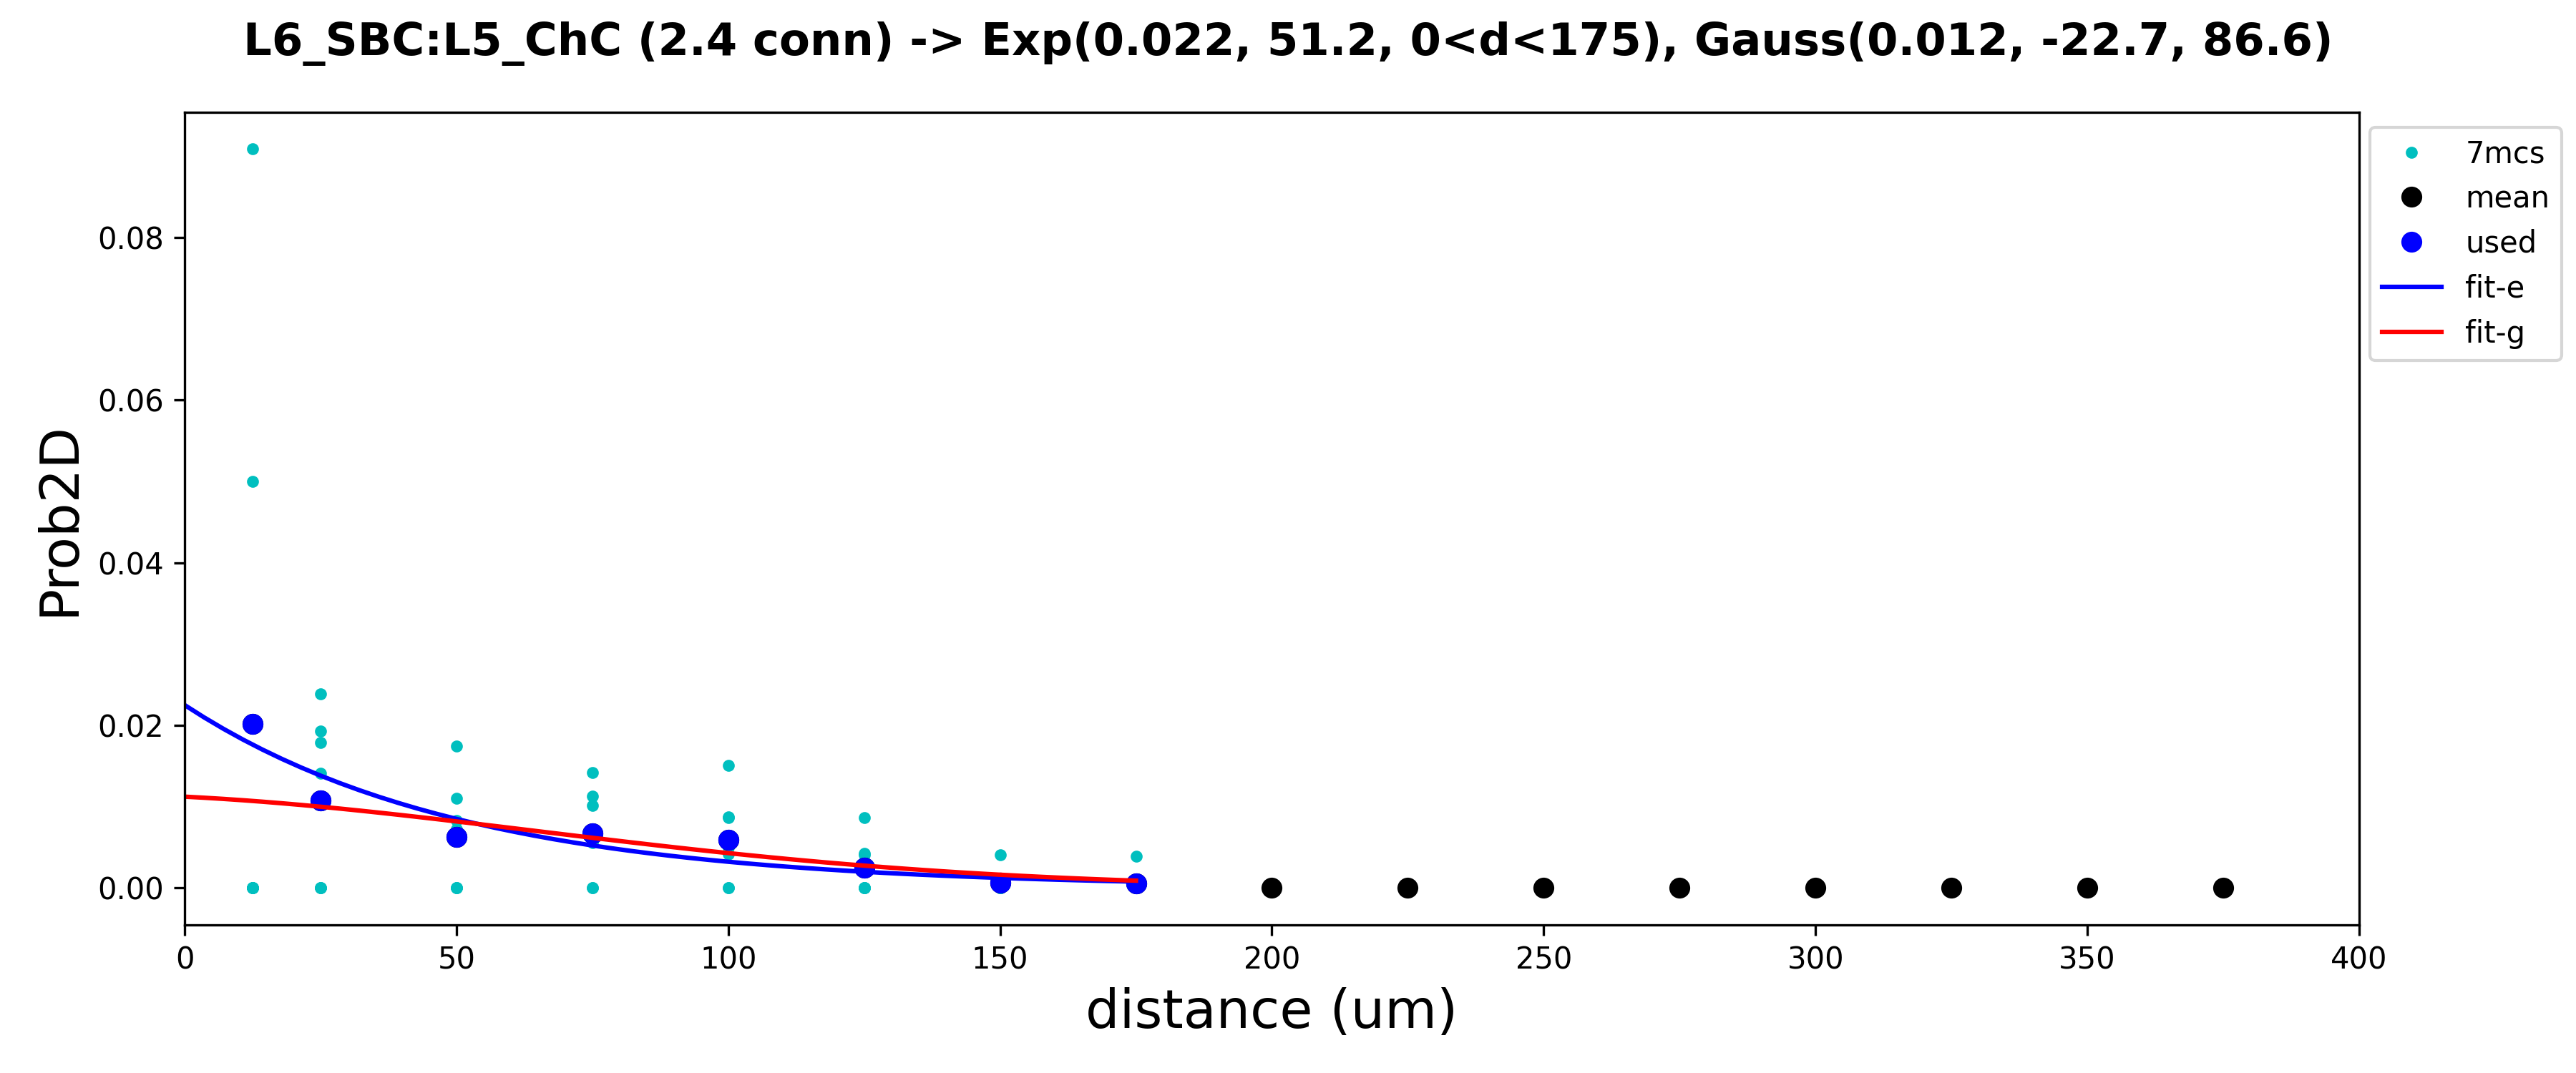 L6_SBC:L5_ChC (2.4 conn) -> Exp(0.022, 51.2, 0<d<175), Gauss(0.012, -22.7, 86.6)
7mcs
mean
used
fit-e
fit-g
Prob2D
0.08
0.06
0.04
0.02
0.00
0 50 100 150 200 250 300 350 400
distance (um)